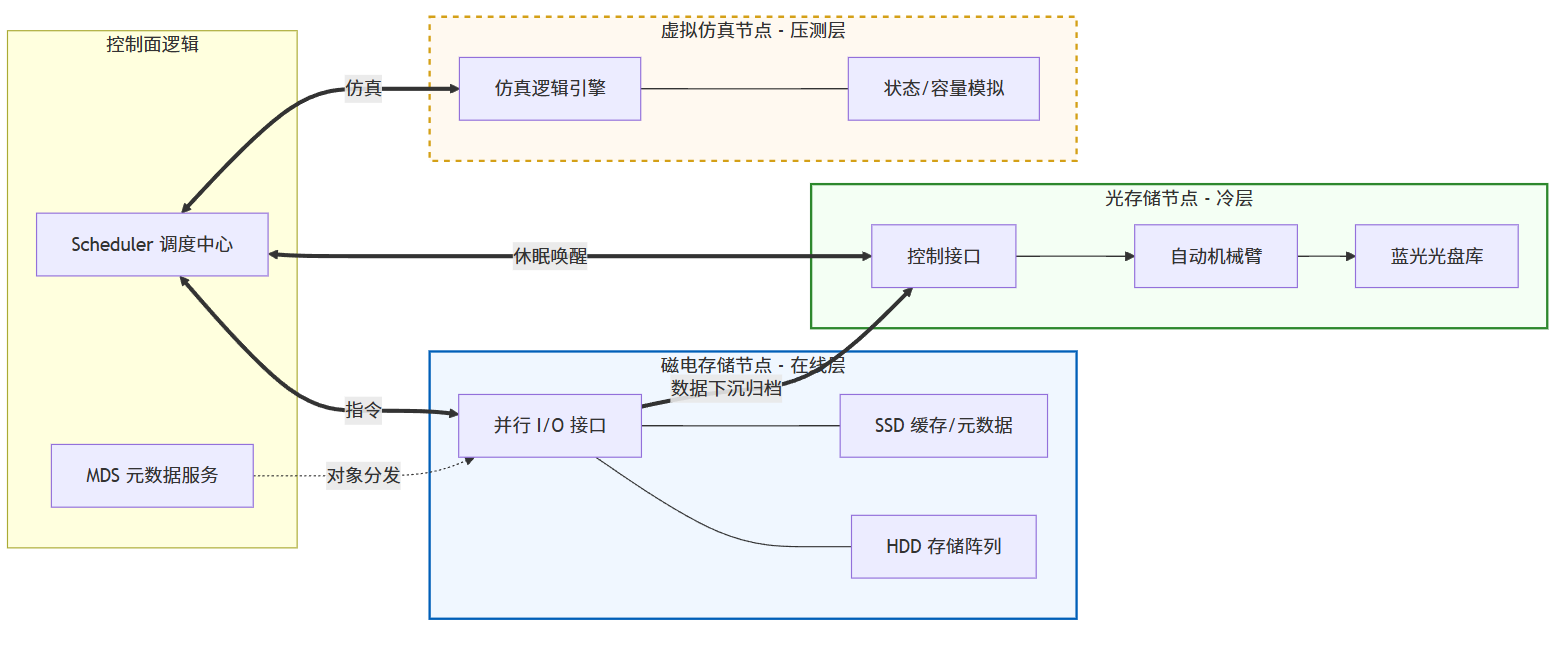 控制面逻辑
Scheduler 调度中心
MDS 元数据服务
仿真
休眠唤醒
指令
对象分发
虚拟仿真节点 - 压测层
仿真逻辑引擎
状态/容量模拟
光存储节点 - 冷层
控制接口
自动机械臂
蓝光光盘库
磁电存储节点 - 在线层
数据下沉归档
并行 I/O 接口
SSD 缓存/元数据
HDD 存储阵列